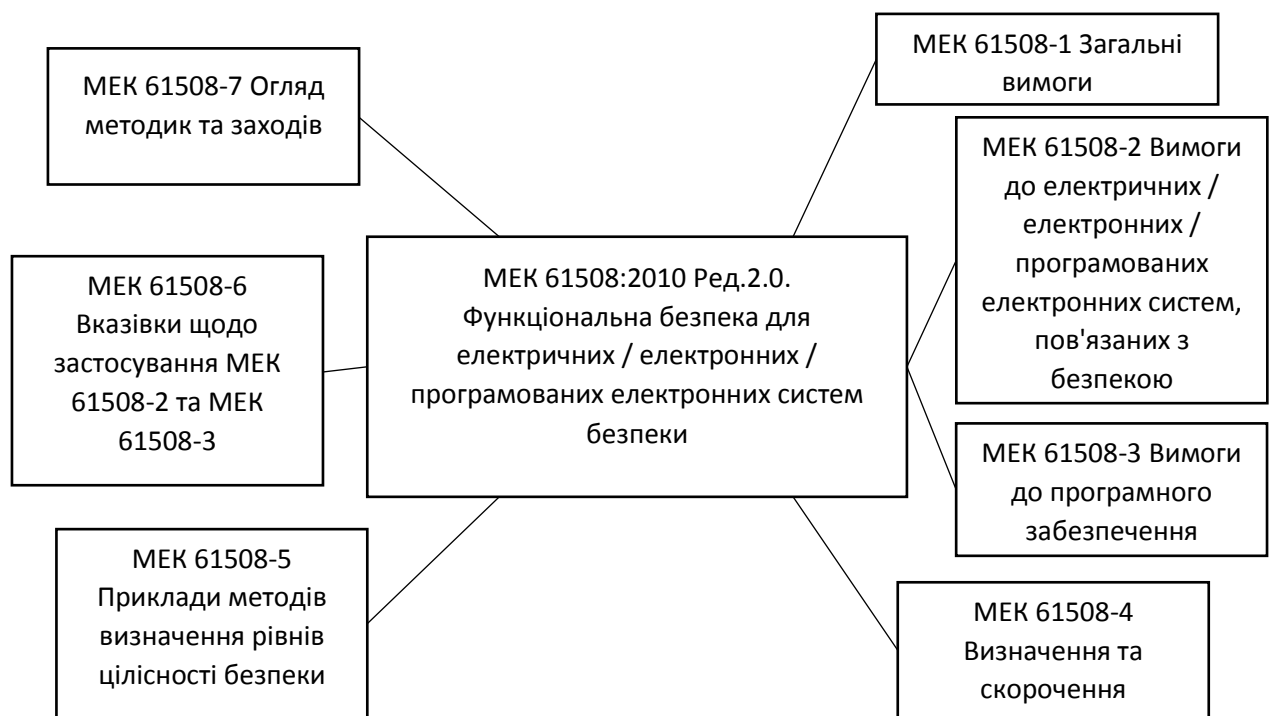 МЕК 61508-7 Огляд
методик та заходів
МЕК 61508-1 Загальні
вимоги
МЕК 61508-2 Вимоги
до електричних /
електронних /
програмованих
електронних систем,
пов'язаних з
безпекою
МЕК 61508-6
Вказівки щодо
застосування МЕК
61508-2 та МЕК
61508-3
МЕК 61508:2010 Ред.2.0.
Функціональна безпека для
електричних / електронних /
програмованих електронних систем
безпеки
МЕК 61508-3 Вимоги
до програмного
забезпечення
МЕК 61508-5
Приклади методів
визначення рівнів
цілісності безпеки
МЕК 61508-4
Визначення та
скорочення